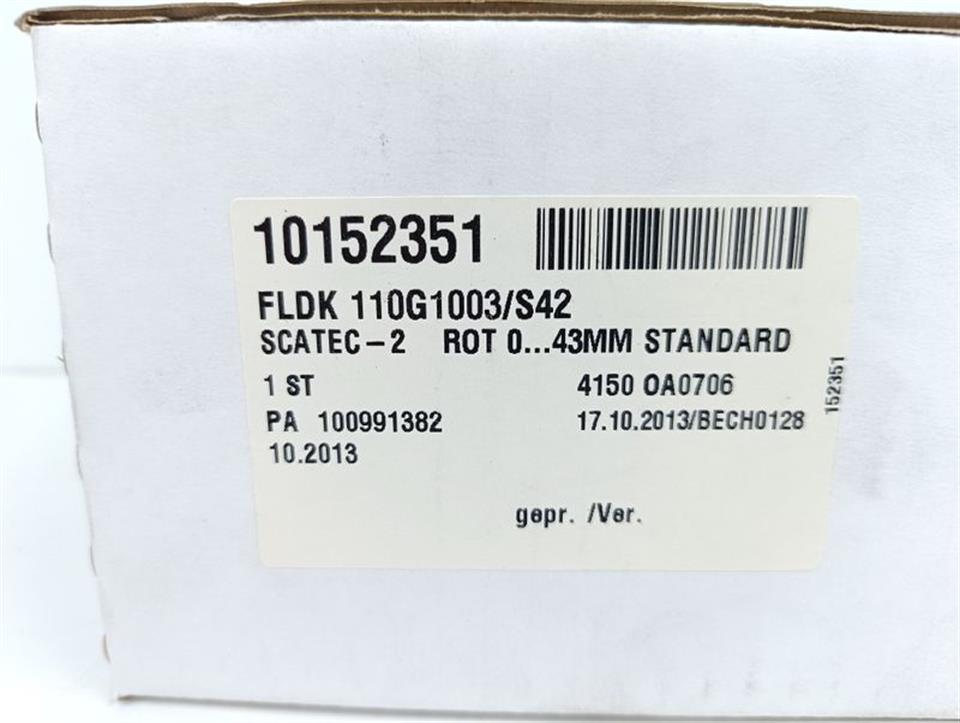 10152351
FLDK 110G1003/S42
SCATEC-2 ROT 0...43MM STANDARD
1 ST 4150 OA0706
PA 100991382 17.10.2013/BECH0128
10.2013
gepr. /Ver.
152351